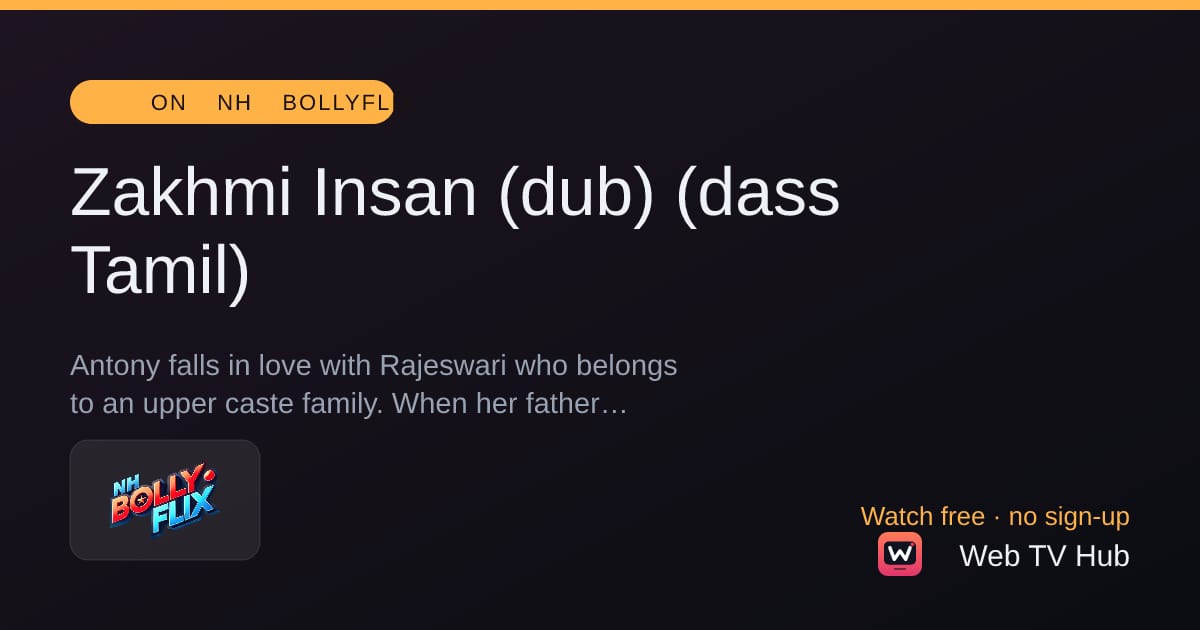 ON NH BOLLYFL
Zakhmi Insan (dub) (dass
Tamil)
Antony falls in love with Rajeswari who belongs
to an upper caste family. When her father…
NH
BOLLY
FLIX
Watch free · no sign-up
W
Web TV Hub